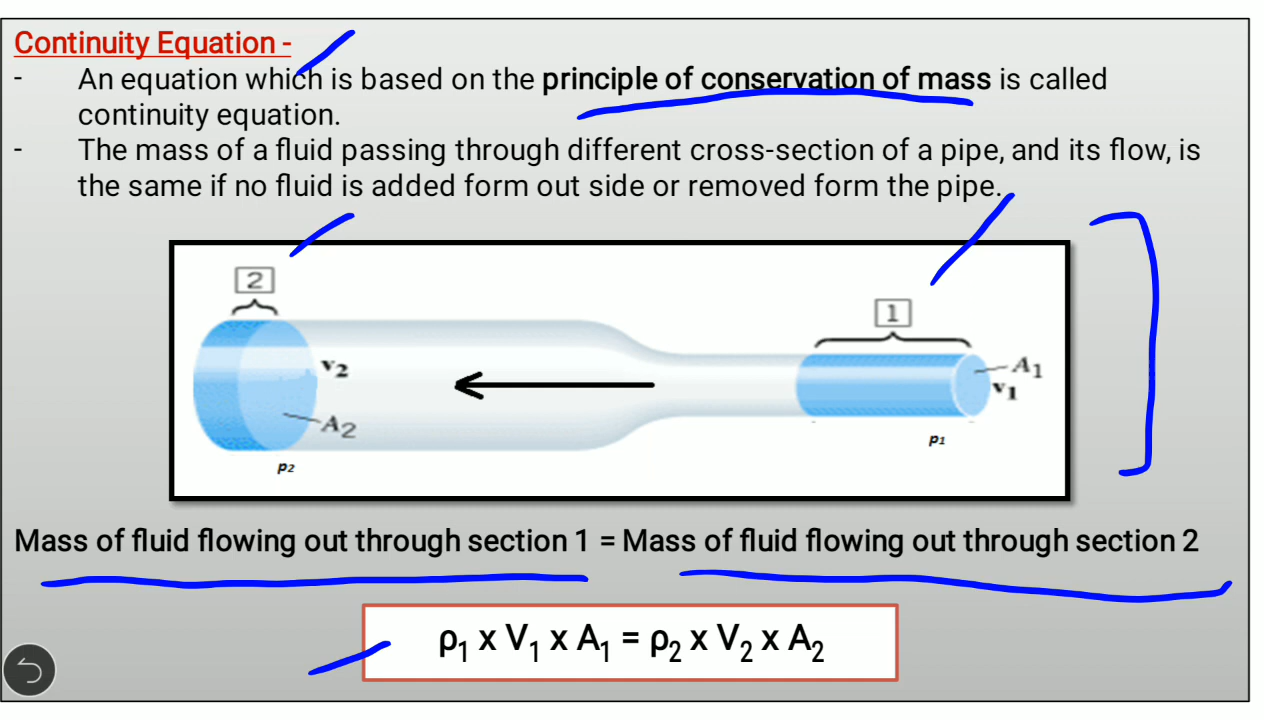 Continuity Equation -
- An equation which is based on the principle of conservation of mass is called
continuity equation.
- The mass of a fluid passing through different cross-section of a pipe, and its flow, is
the same if no fluid is added form out side or removed form the pipe.
2
1
v₂
A₁
v₁
A₂
p₁
p₂
Mass of fluid flowing out through section 1 = Mass of fluid flowing out through section 2
ρ₁ x V₁ x A₁ = ρ₂ x V₂ x A₂